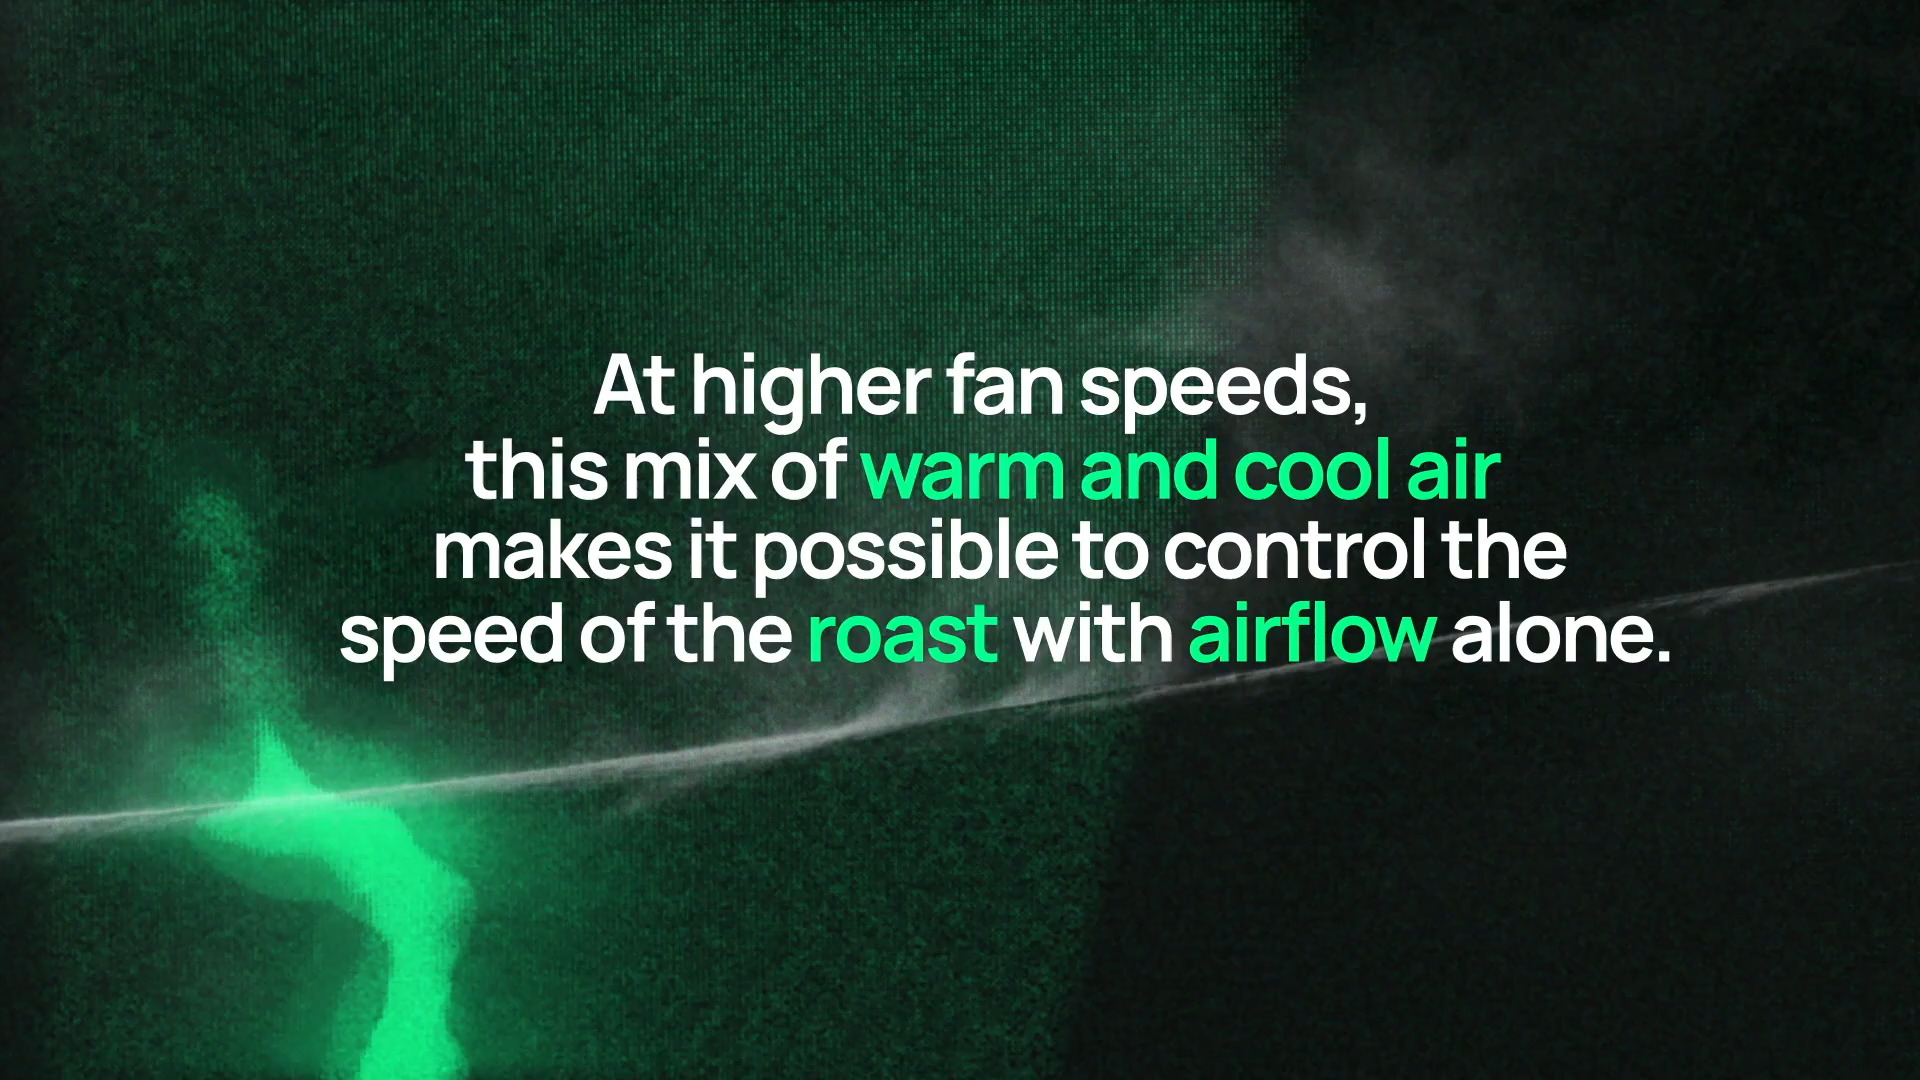 At higher fan speeds,
this mix of warm and cool air
makes it possible to control the
speed of the roast with airflow alone.